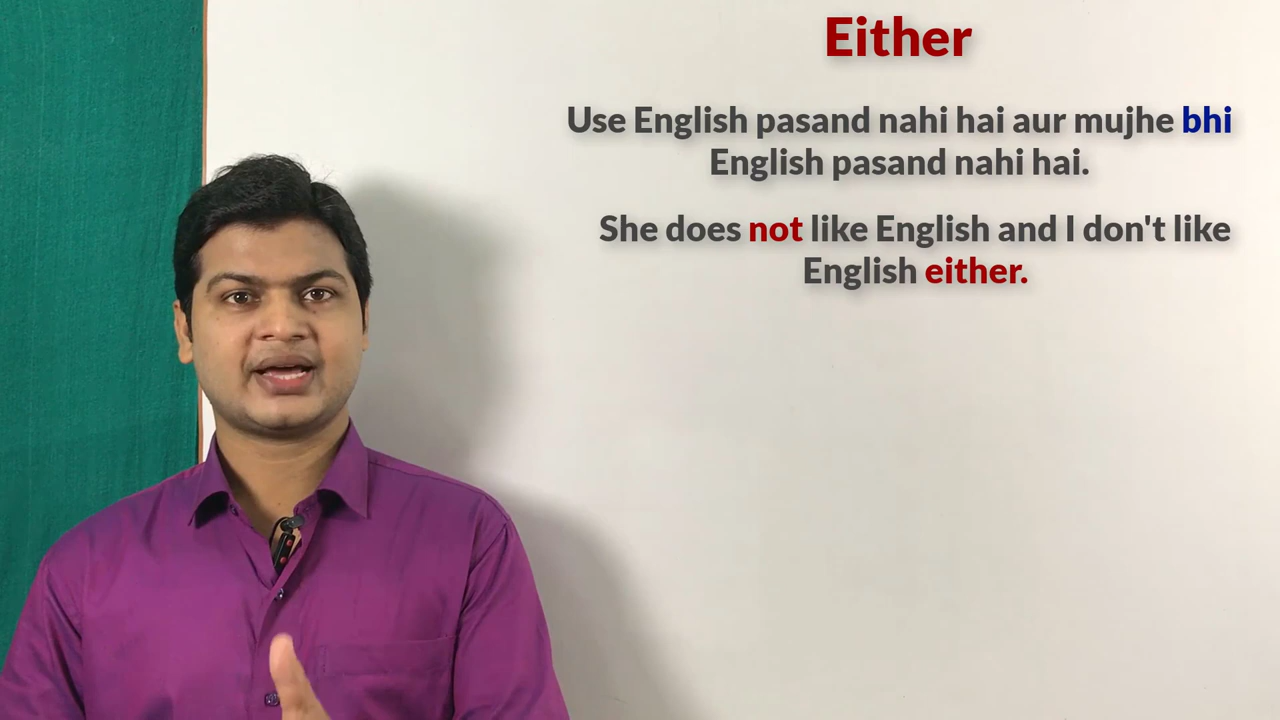 Either
Use English pasand nahi hai aur mujhe bhi
English pasand nahi hai.
She does not like English and I don't like
English either.